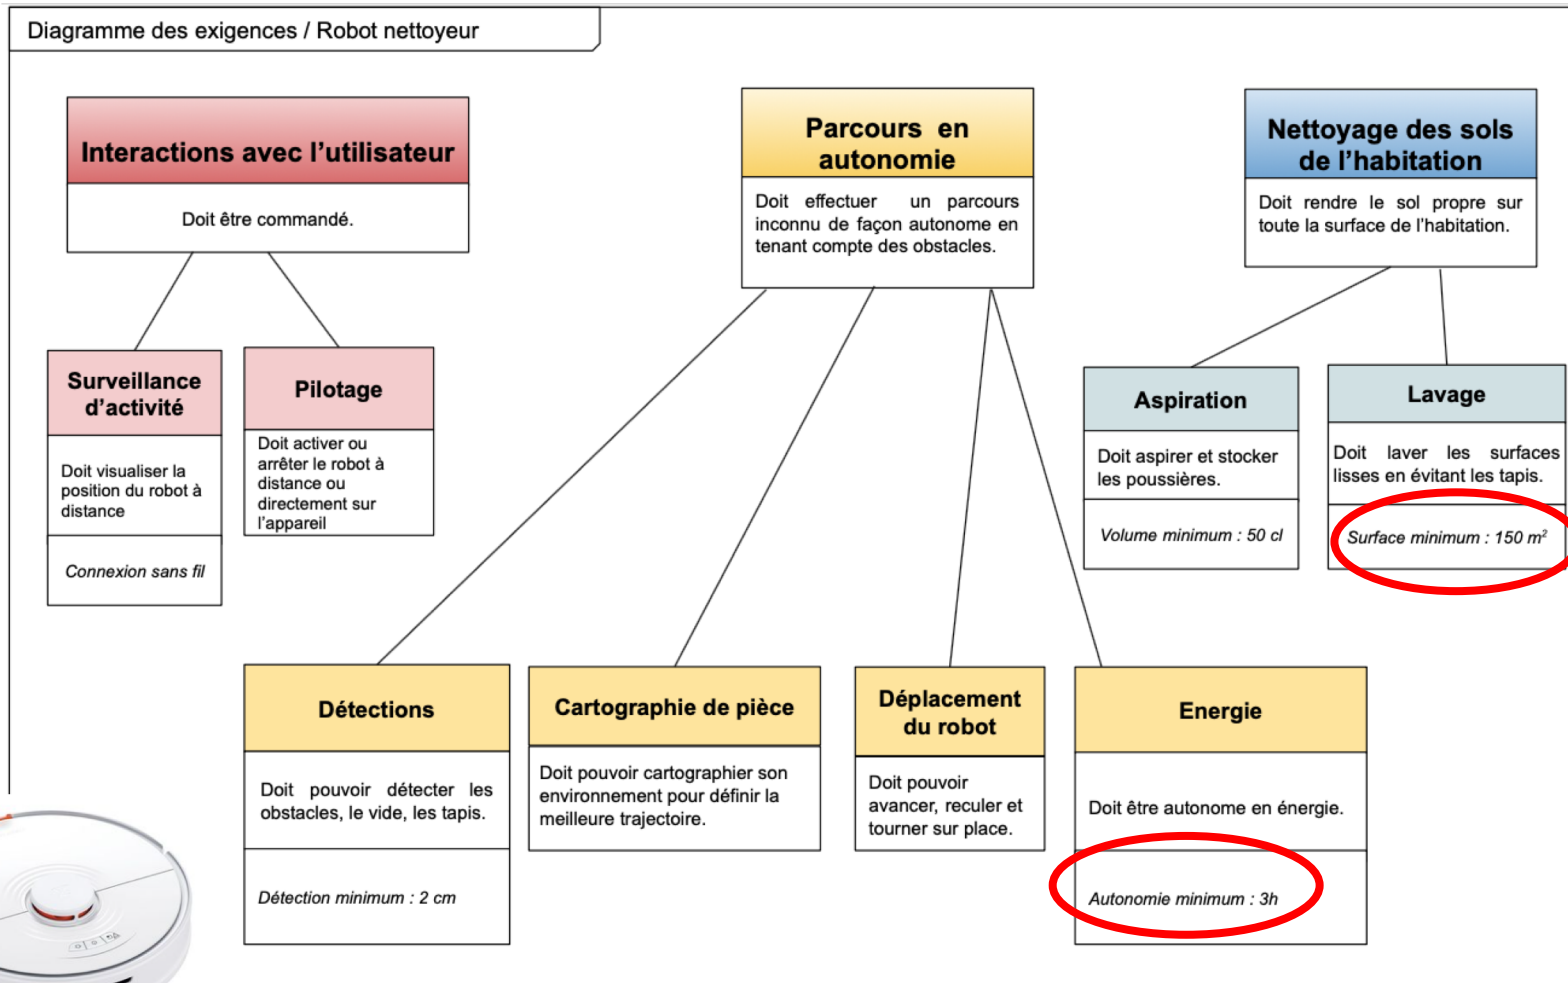 Diagramme des exigences / Robot nettoyeur
Interactions avec l'utilisateur
Doit être commandé.
Parcours en
autonomie
Doit effectuer un parcours
inconnu de façon autonome en
tenant compte des obstacles.
Nettoyage des sols
de l'habitation
Doit rendre le sol propre sur
toute la surface de l'habitation.
Surveillance
d'activité
Doit visualiser la
position du robot à
distance
Connexion sans fil
Pilotage
Doit activer ou
arrêter le robot à
distance ou
directement sur
l'appareil
Aspiration
Doit aspirer et stocker
les poussières.
Volume minimum : 50 cl
Lavage
Doit laver les surfaces
lisses en évitant les tapis.
Surface minimum : 150 m²
Détections
Doit pouvoir détecter les
obstacles, le vide, les tapis.
Détection minimum : 2 cm
Cartographie de pièce
Doit pouvoir cartographier son
environnement pour définir la
meilleure trajectoire.
Déplacement
du robot
Doit pouvoir
avancer, reculer et
tourner sur place.
Energie
Doit être autonome en énergie.
Autonomie minimum : 3h